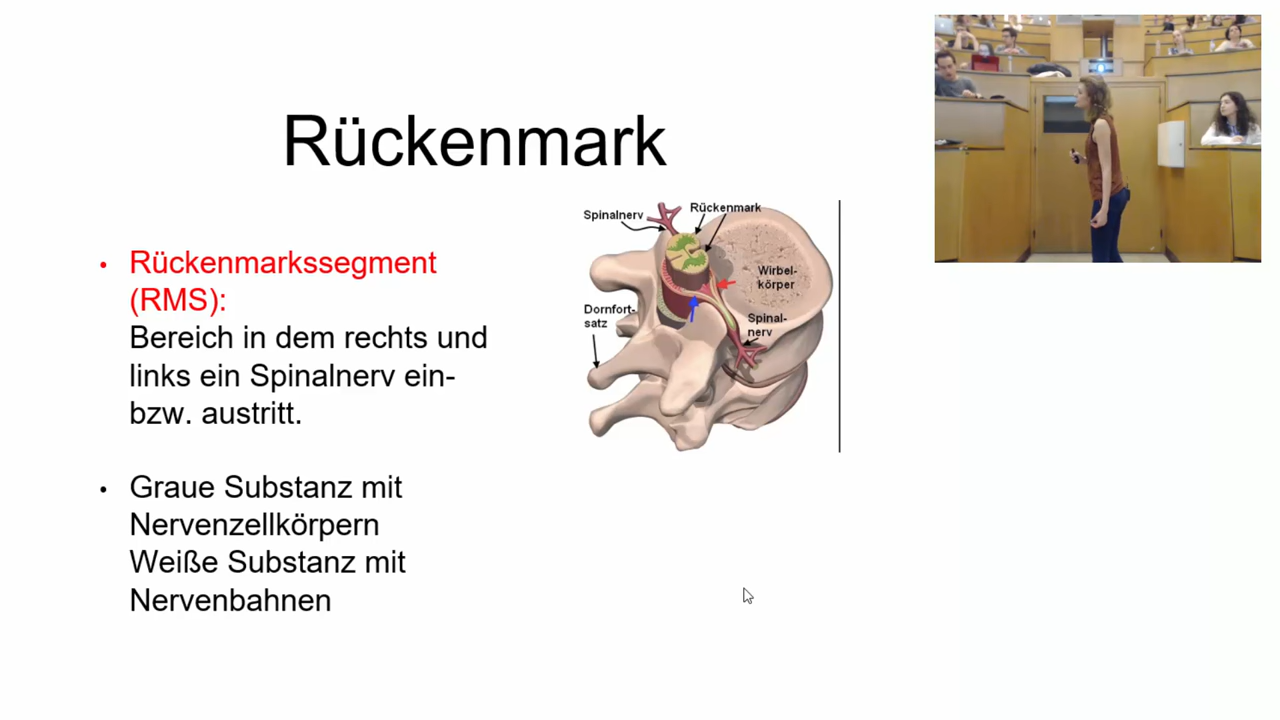 Rückenmark
• Rückenmarkssegment
(RMS):
Bereich in dem rechts und
links ein Spinalnerv ein-
bzw. austritt.
• Graue Substanz mit
Nervenzellkörpern
Weiße Substanz mit
Nervenbahnen
Spinalnerv
Rückenmark
Wirbel-
körper
Dornfort-
satz
Spinal-
nerv